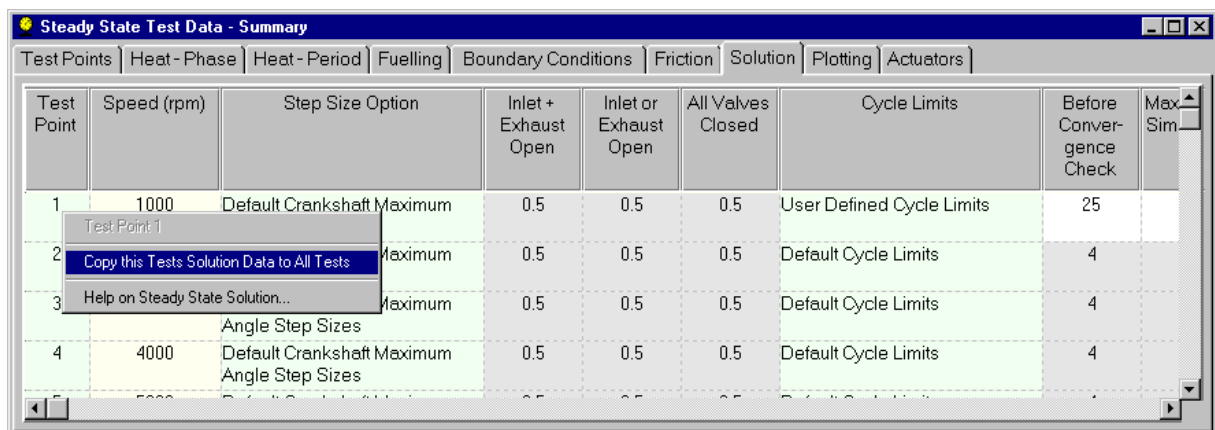 Steady State Test Data - Summary
Test Points Heat - Phase Heat - Period Fuelling Boundary Conditions Friction Solution Plotting Actuators
Test Point Speed (rpm) Step Size Option Inlet + Exhaust Open Inlet or Exhaust Open All Valves Closed Cycle Limits Before Conver- gence Check Max Sim
1 1000 Default Crankshaft Maximum 0.5 0.5 0.5 User Defined Cycle Limits 25
Test Point 1
2 Maximum 0.5 0.5 0.5 Default Cycle Limits 4
Copy this Tests Solution Data to All Tests
3 Maximum 0.5 0.5 0.5 Default Cycle Limits 4
Help on Steady State Solution...
Angle Step Sizes
4 4000 Default Crankshaft Maximum 0.5 0.5 0.5 Default Cycle Limits 4
Angle Step Sizes